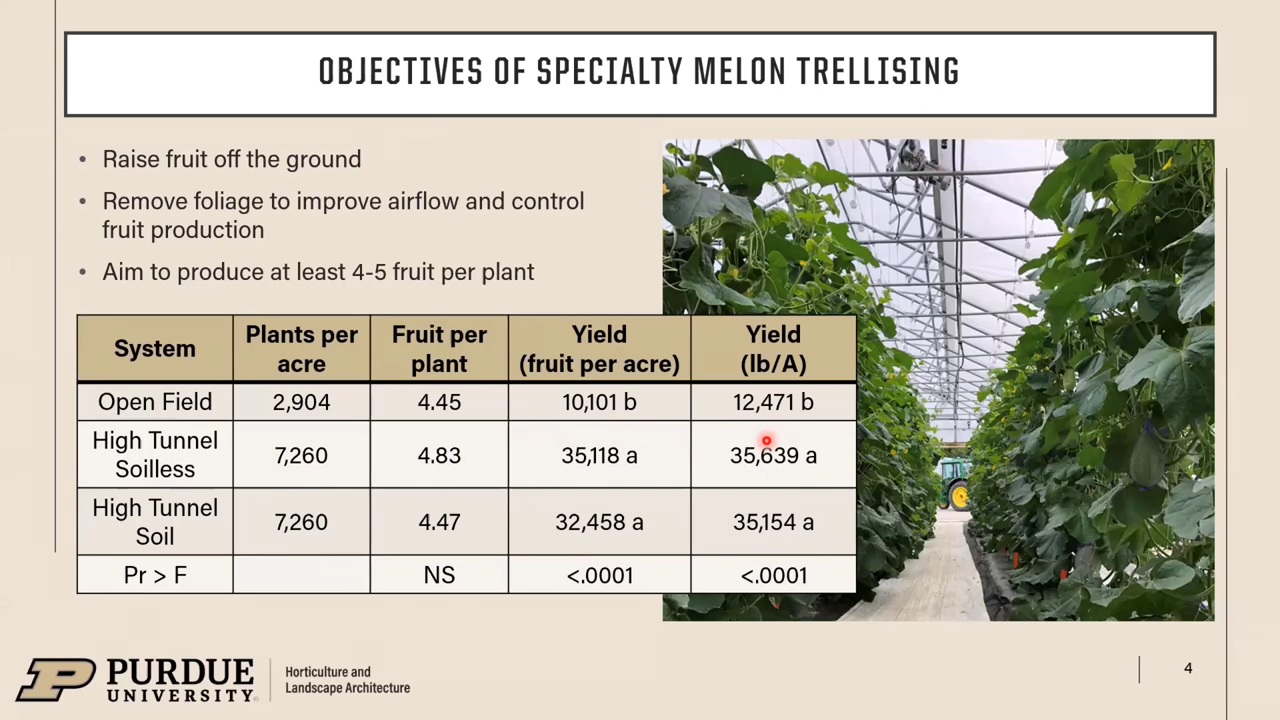 OBJECTIVES OF SPECIALTY MELON TRELLISING
• Raise fruit off the ground
• Remove foliage to improve airflow and control
fruit production
• Aim to produce at least 4-5 fruit per plant
System | Plants per acre | Fruit per plant | Yield (fruit per acre) | Yield (lb/A)
Open Field | 2,904 | 4.45 | 10,101 b | 12,471 b
High Tunnel Soilless | 7,260 | 4.83 | 35,118 a | 35,639 a
High Tunnel Soil | 7,260 | 4.47 | 32,458 a | 35,154 a
Pr > F | | NS | <.0001 | <.0001
PURDUE
UNIVERSITY®
Horticulture and
Landscape Architecture
4